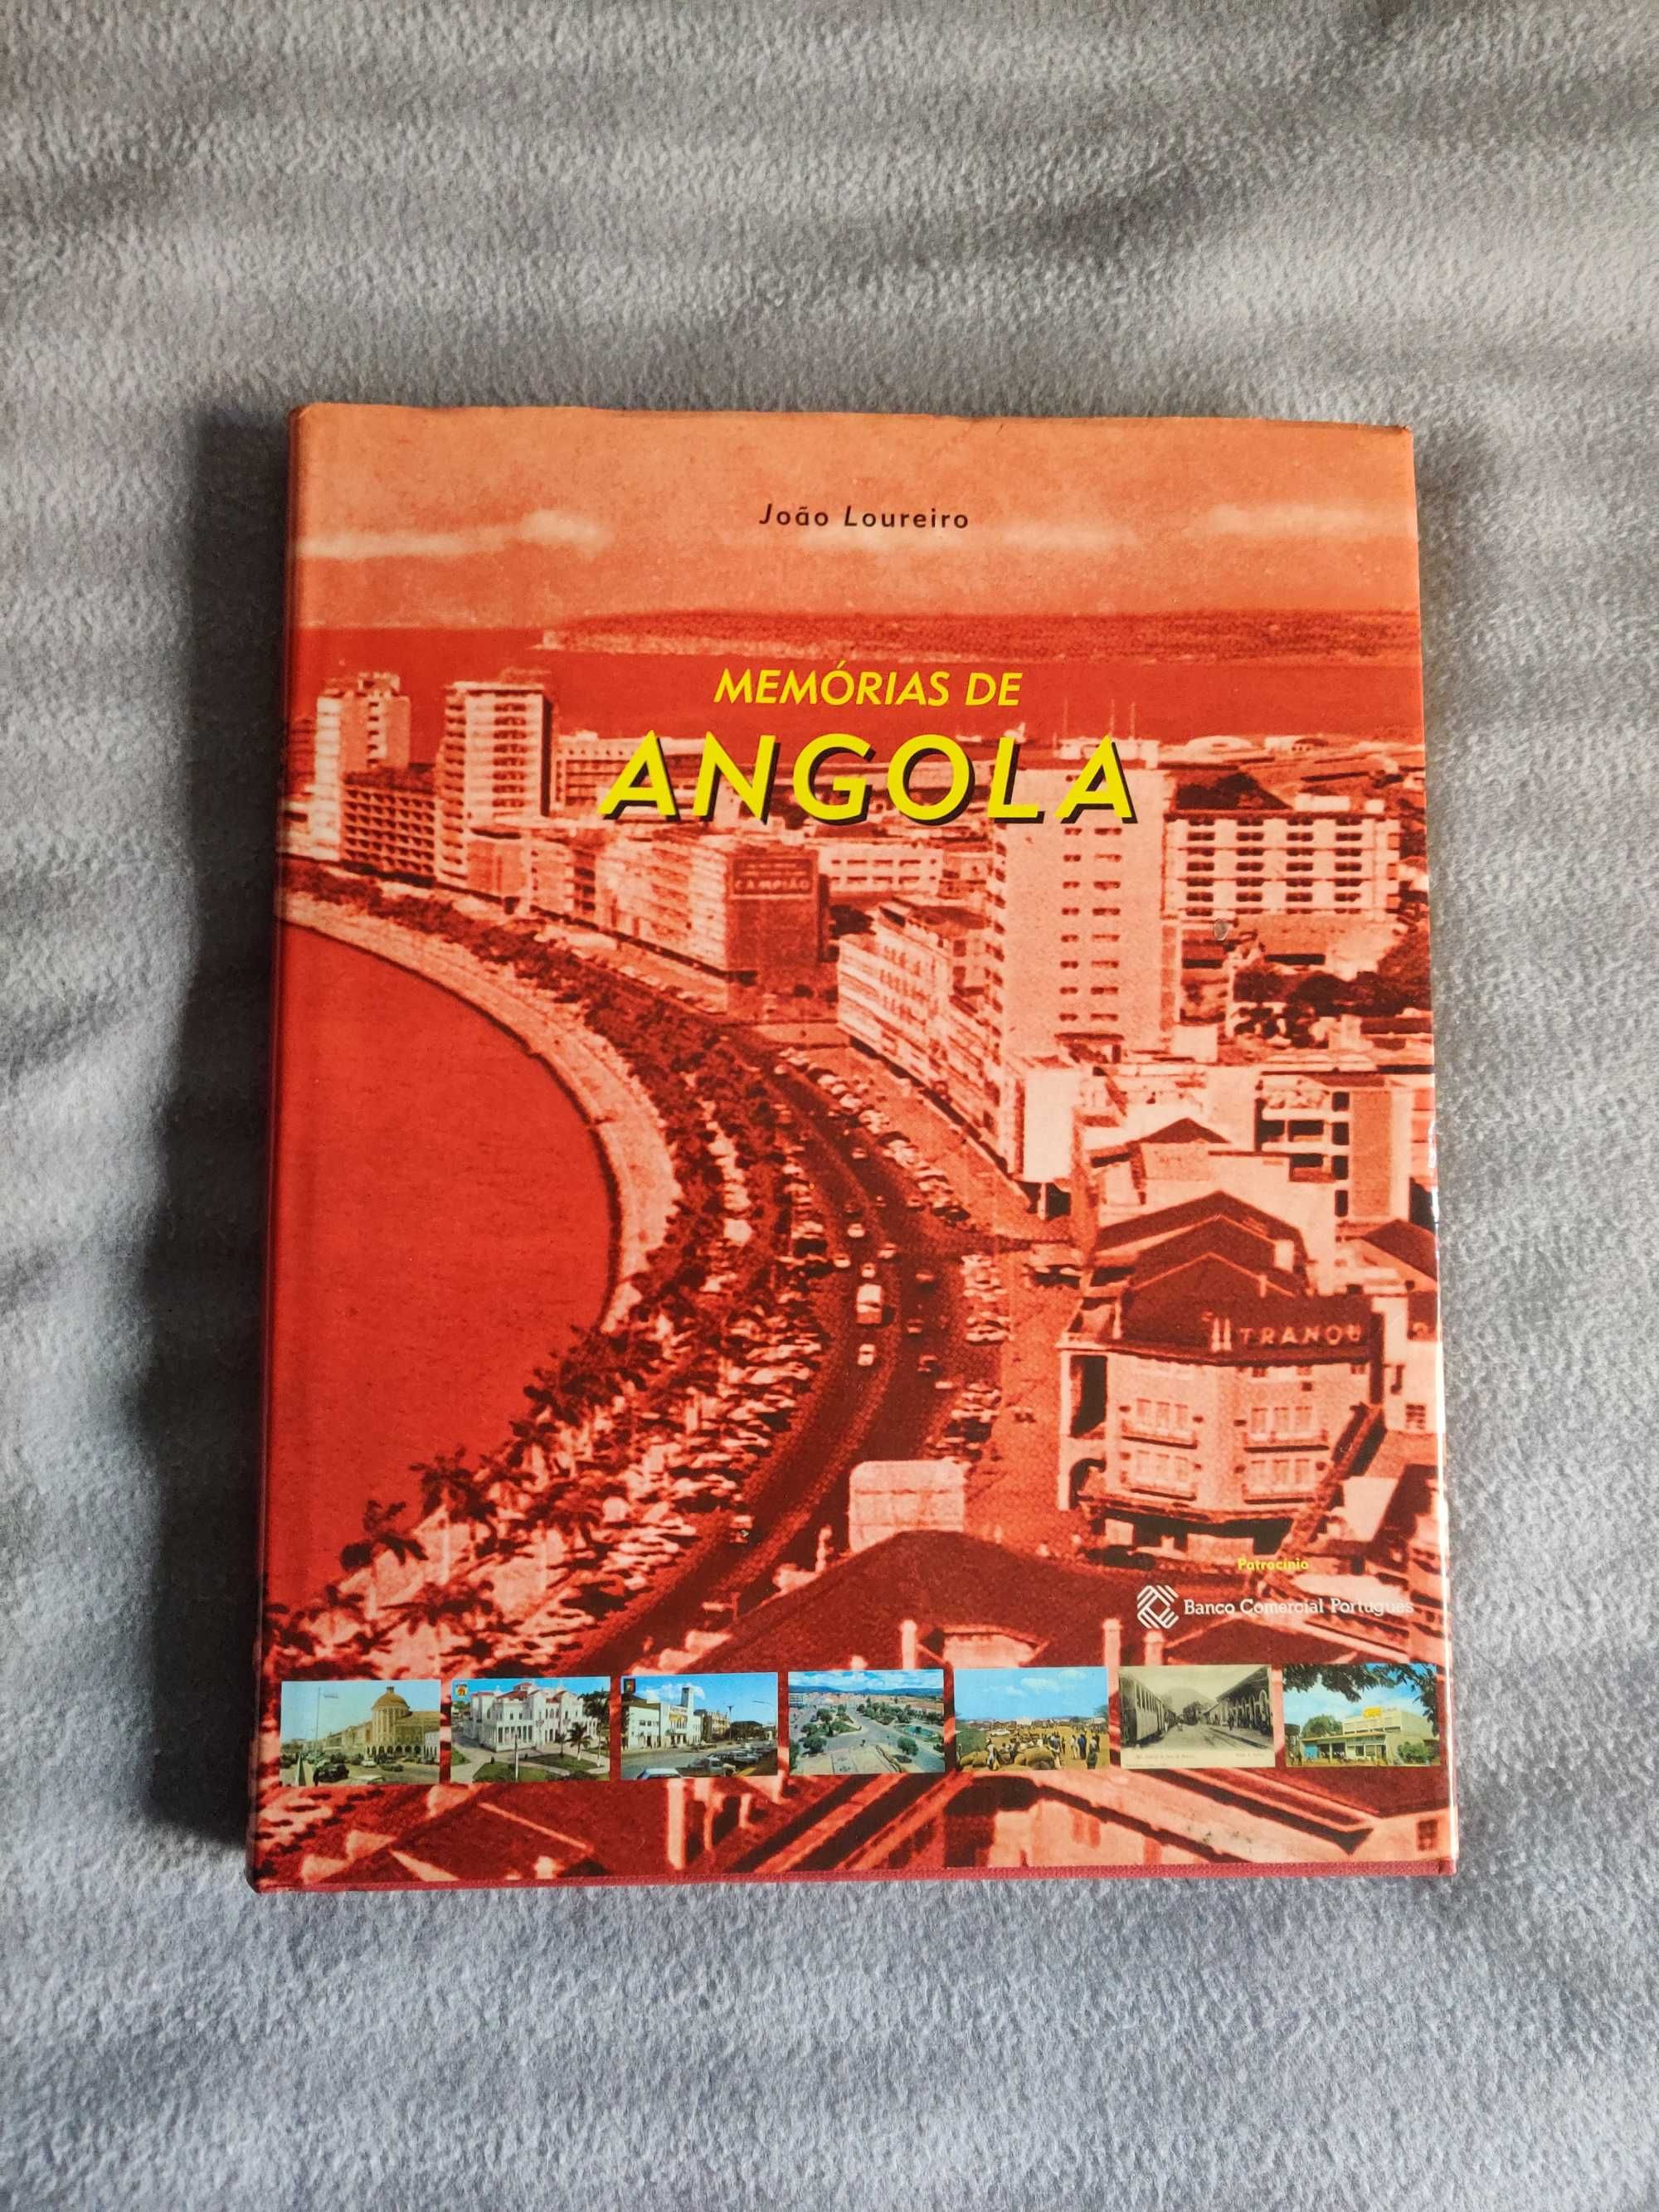 João Loureiro
MEMÓRIAS DE
ANGOLA
CAMPIÃO
TRANQU
Patrocínio
Banco Comercial Português